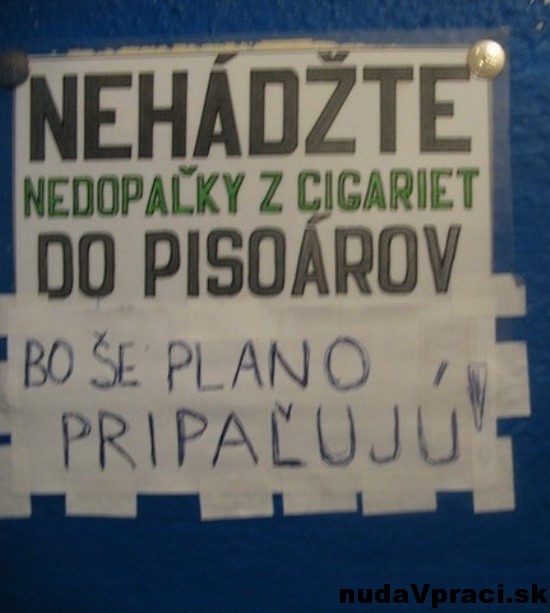 NEHÁDŽTE
NEDOPAĽKY Z CIGARIET
DO PISOÁROV
BO ŠE PLANO
PRIPAĽUJÚ!
nudaVpraci.sk